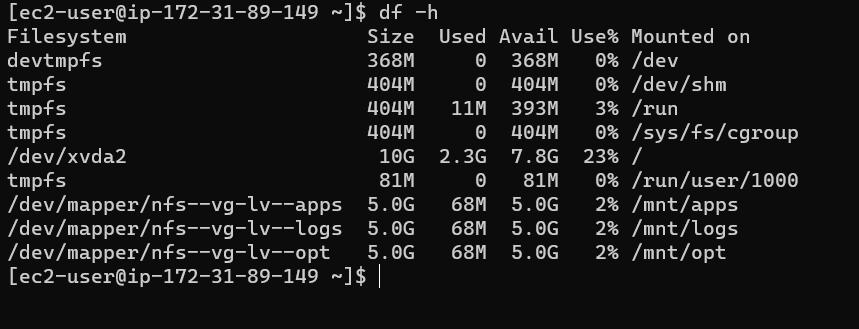 [ec2-user@ip-172-31-89-149 ~]$ df -h
Filesystem                    Size  Used Avail Use% Mounted on
devtmpfs                      368M     0  368M   0% /dev
tmpfs                         404M     0  404M   0% /dev/shm
tmpfs                         404M   11M  393M   3% /run
tmpfs                         404M     0  404M   0% /sys/fs/cgroup
/dev/xvda2                     10G  2.3G  7.8G  23% /
tmpfs                          81M     0   81M   0% /run/user/1000
/dev/mapper/nfs--vg-lv--apps  5.0G   68M  5.0G   2% /mnt/apps
/dev/mapper/nfs--vg-lv--logs  5.0G   68M  5.0G   2% /mnt/logs
/dev/mapper/nfs--vg-lv--opt   5.0G   68M  5.0G   2% /mnt/opt
[ec2-user@ip-172-31-89-149 ~]$